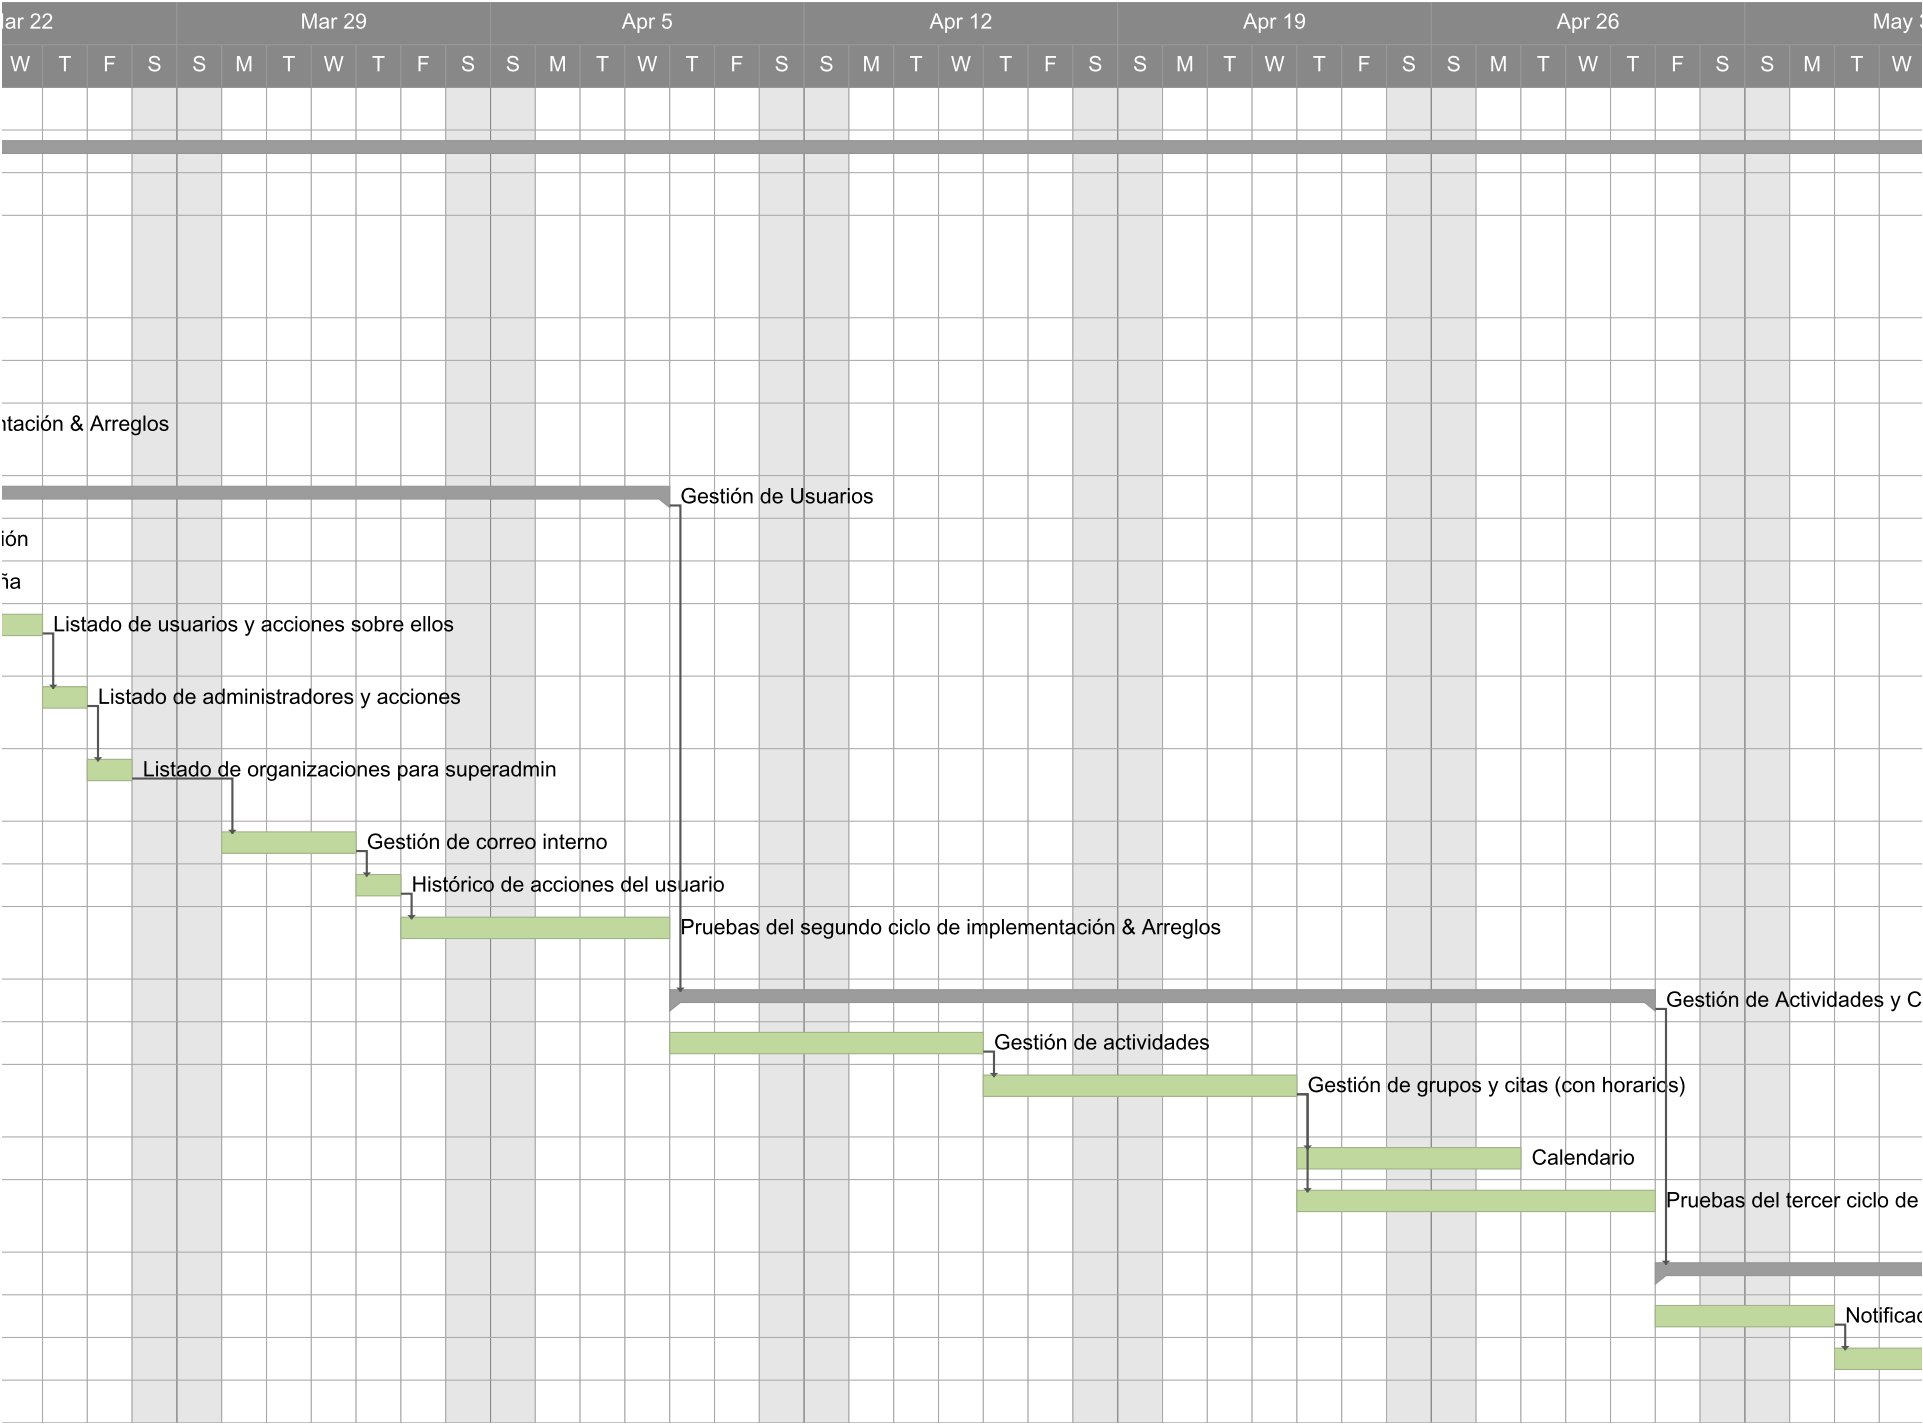 ar 22 Mar 29 Apr 5 Apr 12 Apr 19 Apr 26 May
W T F S S M T W T F S S M T W T F S S M T W T F S S M T W T F S S M T W T F S S M T W
ntación & Arreglos
Gestión de Usuarios
ión
ña
Listado de usuarios y acciones sobre ellos
Listado de administradores y acciones
Listado de organizaciones para superadmin
Gestión de correo interno
Histórico de acciones del usuario
Pruebas del segundo ciclo de implementación & Arreglos
Gestión de Actividades y C
Gestión de actividades
Gestión de grupos y citas (con horarios)
Calendario
Pruebas del tercer ciclo de
Notificac